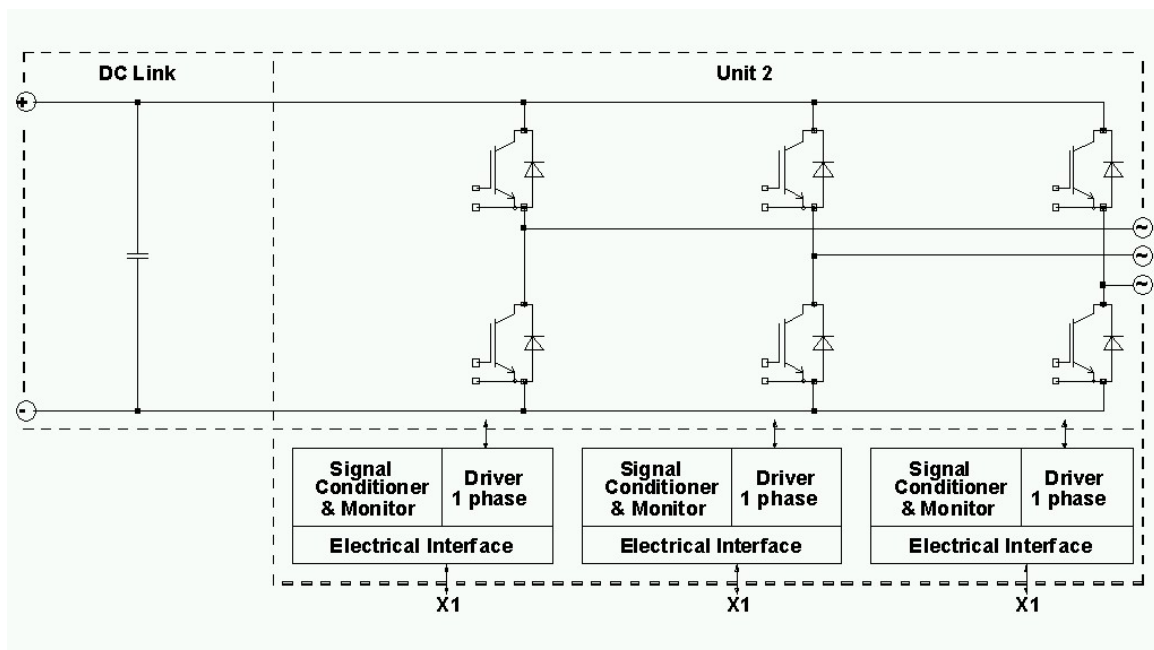 DC Link
Unit 2
+
-
~
~
~
Signal
Conditioner
& Monitor
Driver
1 phase
Electrical Interface
X1
Signal
Conditioner
& Monitor
Driver
1 phase
Electrical Interface
X1
Signal
Conditioner
& Monitor
Driver
1 phase
Electrical Interface
X1